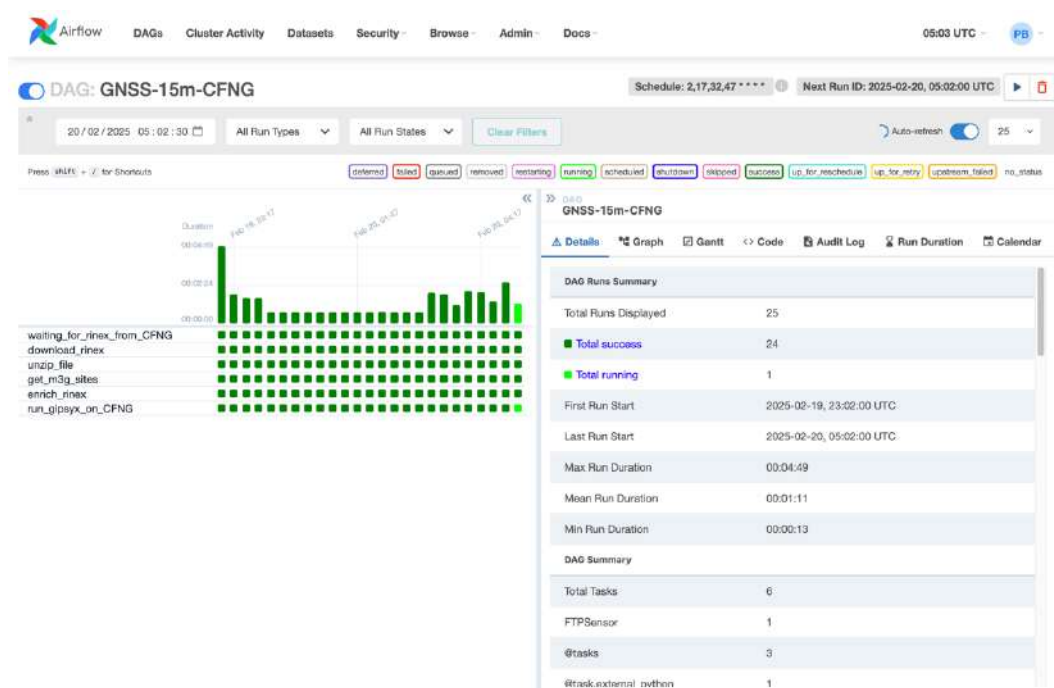 Airflow DAGs Cluster Activity Datasets Security Browse Admin Docs 05:03 UTC PB
DAG: GNSS-15m-CFNG Schedule: 2,17,32,47 * * * * Next Run ID: 2025-02-20, 05:02:00 UTC
20/02/2025 05:02:30 All Run Types All Run States Clear Filters Auto-refresh 25
Press shift + / for Shortcuts deferred failed queued removed restarting running scheduled shutdown skipped success up_for_reschedule up_for_retry upstream_failed no_status
DAG
GNSS-15m-CFNG
Duration Feb 20, 01:47 Feb 20, 04:17
00:04:49
00:02:24
00:00:00
waiting_for_rinex_from_CFNG
download_rinex
unzip_file
get_m3g_sites
enrich_rinex
run_gipsyx_on_CFNG
Details Graph Gantt <> Code Audit Log Run Duration Calendar
DAG Runs Summary
Total Runs Displayed 25
Total success 24
Total running 1
First Run Start 2025-02-19, 23:02:00 UTC
Last Run Start 2025-02-20, 05:02:00 UTC
Max Run Duration 00:04:49
Mean Run Duration 00:01:11
Min Run Duration 00:00:13
DAG Summary
Total Tasks 6
FTPSensor 1
@tasks 3
@task.external_python 1